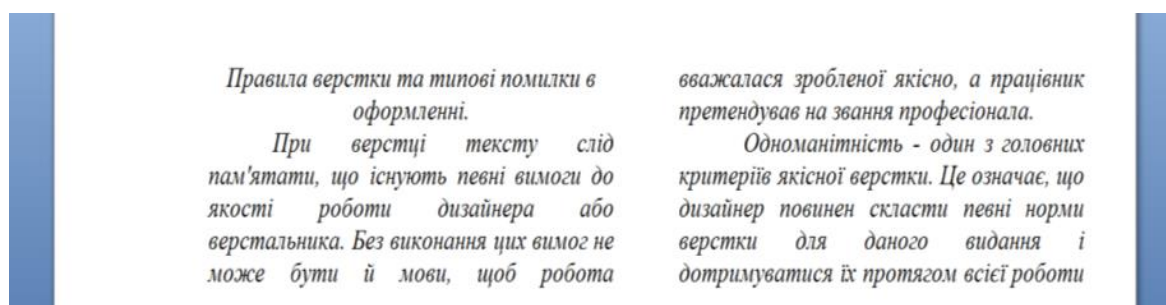 Правила верстки та типові помилки в
оформленні.
При верстці тексту слід
пам'ятати, що існують певні вимоги до
якості роботи дизайнера або
верстальника. Без виконання цих вимог не
може бути й мови, щоб робота
вважалася зробленої якісно, а працівник
претендував на звання професіонала.
Одноманітність - один з головних
критеріїв якісної верстки. Це означає, що
дизайнер повинен скласти певні норми
верстки для даного видання і
дотримуватися їх протягом всієї роботи